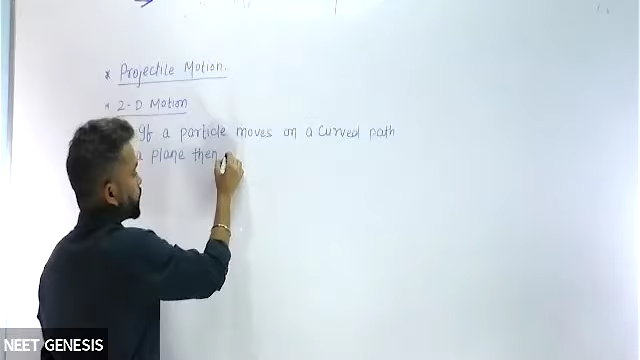 * Projectile Motion.
* 2-D Motion
If a particle moves on a curved path
a plane then
NEET GENESIS